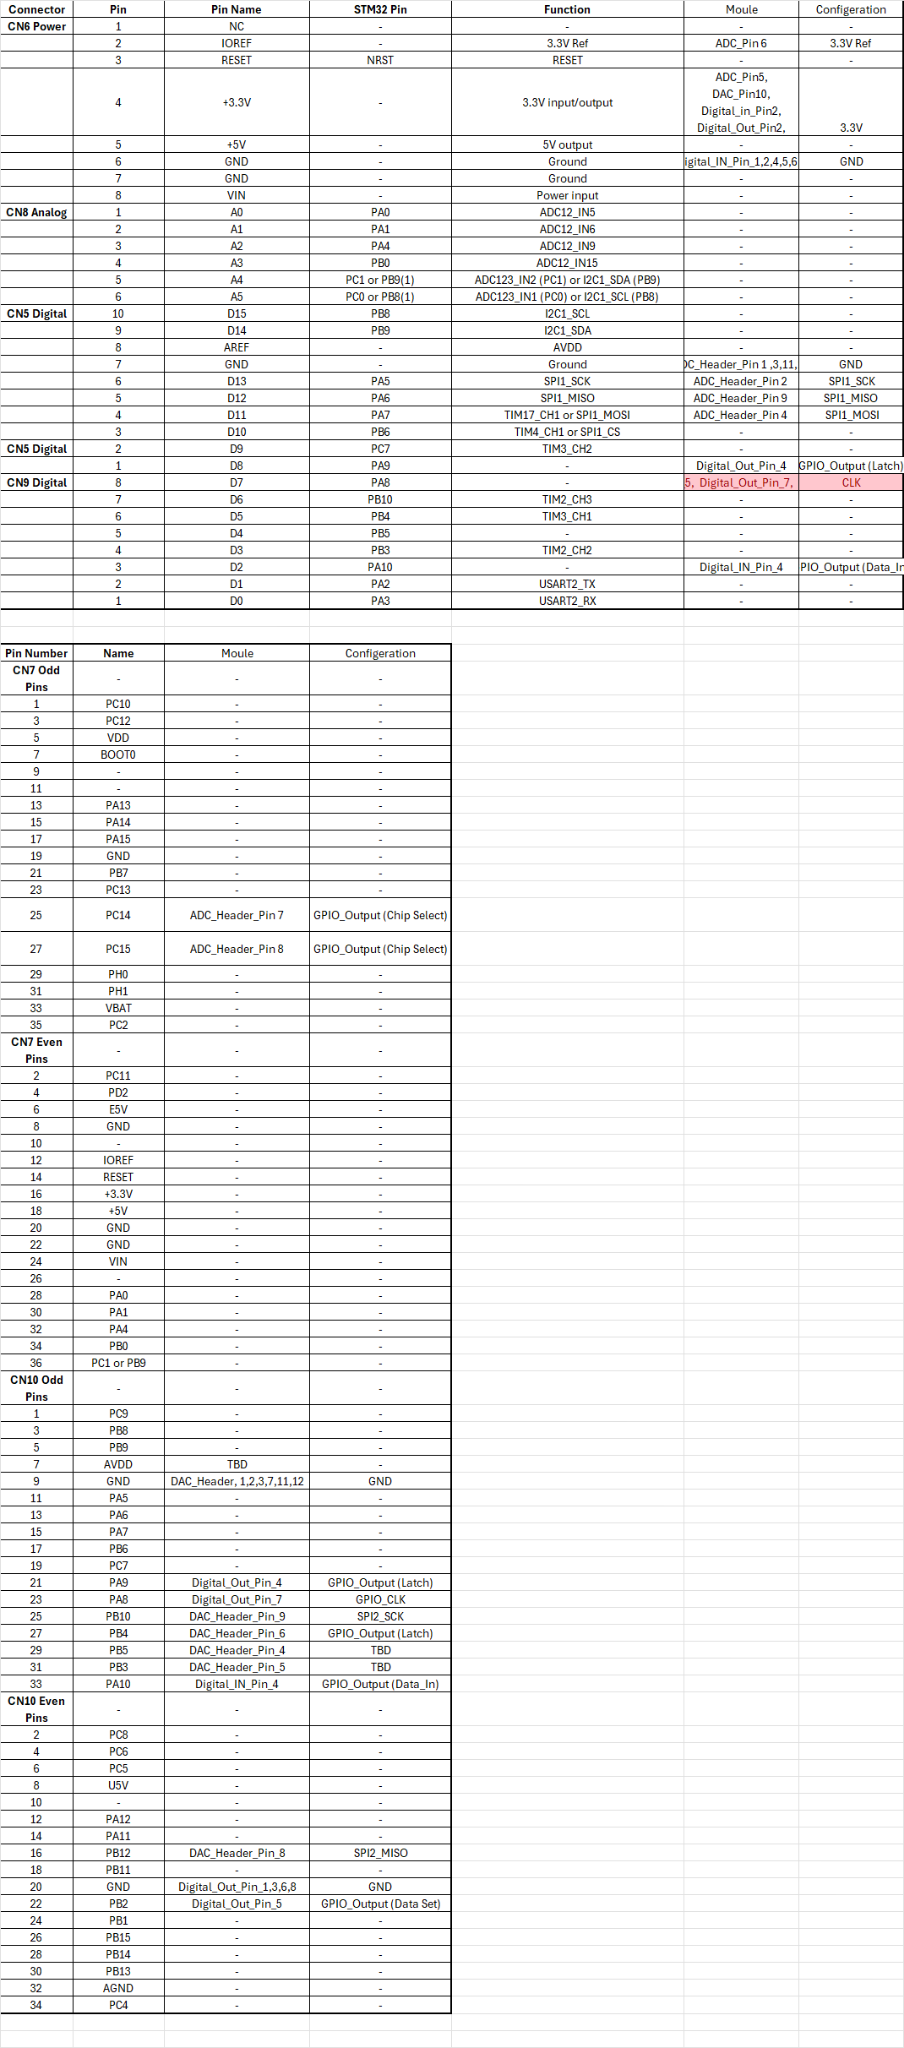 Connector Pin Pin Name STM32 Pin Function Moule Configeration
CN6 Power 1 NC - - - -
2 IOREF - 3.3V Ref ADC_Pin 6 3.3V Ref
3 RESET NRST RESET - -
4 +3.3V - 3.3V input/output ADC_Pin5,
DAC_Pin10,
Digital_in_Pin2,
Digital_Out_Pin2, 3.3V
5 +5V - 5V output - -
6 GND - Ground igital_IN_Pin_1,2,4,5,6 GND
7 GND - Ground - -
8 VIN - Power input - -
CN8 Analog 1 A0 PA0 ADC12_IN5 - -
2 A1 PA1 ADC12_IN6 - -
3 A2 PA4 ADC12_IN9 - -
4 A3 PB0 ADC12_IN15 - -
5 A4 PC1 or PB9(1) ADC123_IN2 (PC1) or I2C1_SDA (PB9) - -
6 A5 PC0 or PB8(1) ADC123_IN1 (PC0) or I2C1_SCL (PB8) - -
CN5 Digital 10 D15 PB8 I2C1_SCL - -
9 D14 PB9 I2C1_SDA - -
8 AREF - AVDD - -
7 GND - Ground C_Header_Pin 1 ,3,11, GND
6 D13 PA5 SPI1_SCK ADC_Header_Pin 2 SPI1_SCK
5 D12 PA6 SPI1_MISO ADC_Header_Pin 9 SPI1_MISO
4 D11 PA7 TIM17_CH1 or SPI1_MOSI ADC_Header_Pin 4 SPI1_MOSI
3 D10 PB6 TIM4_CH1 or SPI1_CS - -
CN5 Digital 2 D9 PC7 TIM3_CH2 - -
1 D8 PA9 - Digital_Out_Pin_4 GPIO_Output (Latch)
CN9 Digital 8 D7 PA8 - 5, Digital_Out_Pin_7, CLK
7 D6 PB10 TIM2_CH3 - -
6 D5 PB4 TIM3_CH1 - -
5 D4 PB5 - - -
4 D3 PB3 TIM2_CH2 - -
3 D2 PA10 - Digital_IN_Pin_4 PIO_Output (Data_In
2 D1 PA2 USART2_TX - -
1 D0 PA3 USART2_RX - -
Pin Number Name Moule Configeration
CN7 Odd
Pins - - -
1 PC10 - -
3 PC12 - -
5 VDD - -
7 BOOT0 - -
9 - - -
11 - - -
13 PA13 - -
15 PA14 - -
17 PA15 - -
19 GND - -
21 PB7 - -
23 PC13 - -
25 PC14 ADC_Header_Pin 7 GPIO_Output (Chip Select)
27 PC15 ADC_Header_Pin 8 GPIO_Output (Chip Select)
29 PH0 - -
31 PH1 - -
33 VBAT - -
35 PC2 - -
CN7 Even
Pins - - -
2 PC11 - -
4 PD2 - -
6 E5V - -
8 GND - -
10 - - -
12 IOREF - -
14 RESET - -
16 +3.3V - -
18 +5V - -
20 GND - -
22 GND - -
24 VIN - -
26 - - -
28 PA0 - -
30 PA1 - -
32 PA4 - -
34 PB0 - -
36 PC1 or PB9 - -
CN10 Odd
Pins - - -
1 PC9 - -
3 PB8 - -
5 PB9 - -
7 AVDD TBD -
9 GND DAC_Header, 1,2,3,7,11,12 GND
11 PA5 - -
13 PA6 - -
15 PA7 - -
17 PB6 - -
19 PC7 - -
21 PA9 Digital_Out_Pin_4 GPIO_Output (Latch)
23 PA8 Digital_Out_Pin_7 GPIO_CLK
25 PB10 DAC_Header_Pin_9 SPI2_SCK
27 PB4 DAC_Header_Pin_6 GPIO_Output (Latch)
29 PB5 DAC_Header_Pin_4 TBD
31 PB3 DAC_Header_Pin_5 TBD
33 PA10 Digital_IN_Pin_4 GPIO_Output (Data_In)
CN10 Even
Pins - - -
2 PC8 - -
4 PC6 - -
6 PC5 - -
8 U5V - -
10 - - -
12 PA12 - -
14 PA11 - -
16 PB12 DAC_Header_Pin_8 SPI2_MISO
18 PB11 - -
20 GND Digital_Out_Pin_1,3,6,8 GND
22 PB2 Digital_Out_Pin_5 GPIO_Output (Data Set)
24 PB1 - -
26 PB15 - -
28 PB14 - -
30 PB13 - -
32 AGND - -
34 PC4 - -